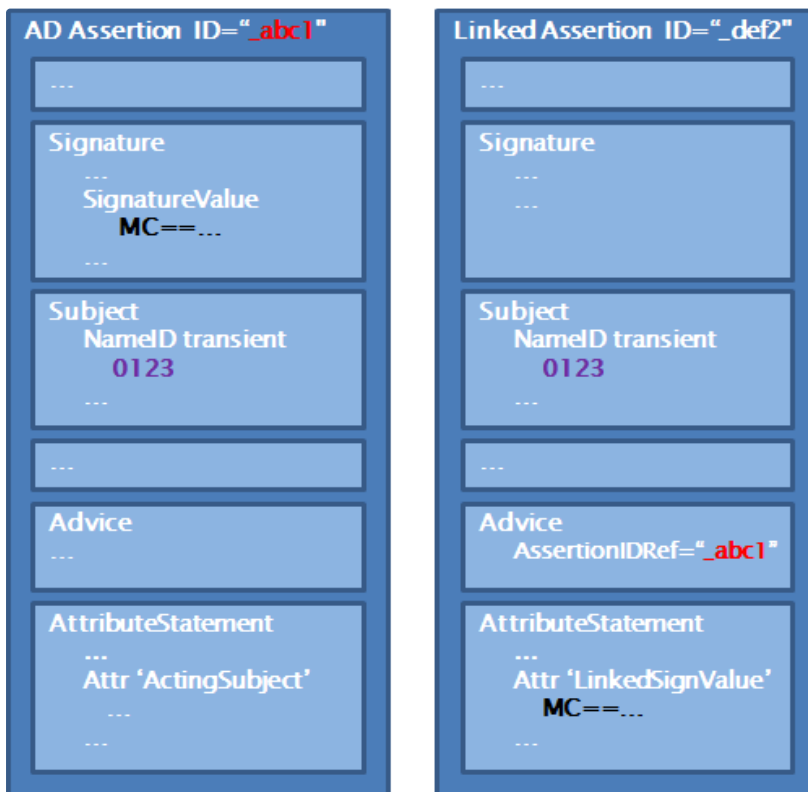 AD Assertion ID=“_abc1”
...
Signature
...
SignatureValue
MC==...
...
Subject
NameID transient
0123
...
...
Advice
...
AttributeStatement
...
Attr ‘ActingSubject’
...
...
Linked Assertion ID=“_def2”
...
Signature
...
...
Subject
NameID transient
0123
...
...
Advice
AssertionIDRef=“_abc1”
AttributeStatement
...
Attr ‘LinkedSignValue’
MC==...
...